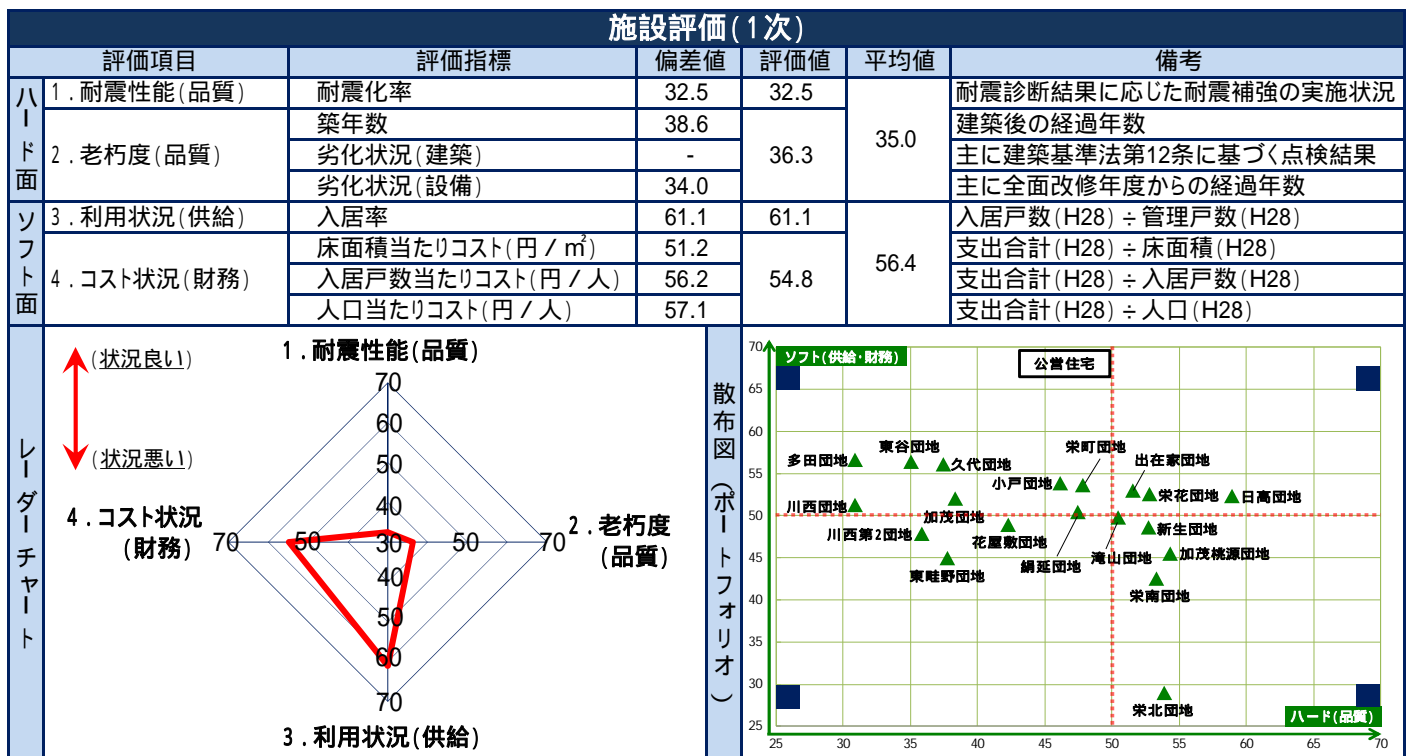 施設評価(1次)
評価項目 評価指標 偏差値 評価値 平均値 備考
ハード面
1．耐震性能(品質) 耐震化率 32.5 32.5 35.0 耐震診断結果に応じた耐震補強の実施状況
2．老朽度(品質) 築年数 38.6 36.3 建築後の経過年数
劣化状況(建築) - 主に建築基準法第12条に基づく点検結果
劣化状況(設備) 34.0 主に全面改修年度からの経過年数
ソフト面
3．利用状況(供給) 入居率 61.1 61.1 56.4 入居戸数(H28)÷管理戸数(H28)
4．コスト状況(財務) 床面積当たりコスト(円/㎡) 51.2 54.8 支出合計(H28)÷床面積(H28)
入居戸数当たりコスト(円/人) 56.2 支出合計(H28)÷入居戸数(H28)
人口当たりコスト(円/人) 57.1 支出合計(H28)÷人口(H28)
レーダーチャート
(状況良い)
(状況悪い)
1．耐震性能(品質)
70
60
50
40
30
2．老朽度
(品質)
50
70
4．コスト状況
(財務)
70
50
40
50
60
70
3．利用状況(供給)
散布図(ポートフォリオ)
ソフト(供給・財務)
公営住宅
70
65
60
55
50
45
40
35
30
25
多田団地
東谷団地
久代団地
小戸団地
栄町団地
出在家団地
栄花団地
日高団地
川西団地
加茂団地
川西第2団地
花屋敷団地
絹延団地
滝山団地
新生団地
東畦野団地
加茂桃源団地
栄南団地
栄北団地
ハード(品質)
25 30 35 40 45 50 55 60 65 70